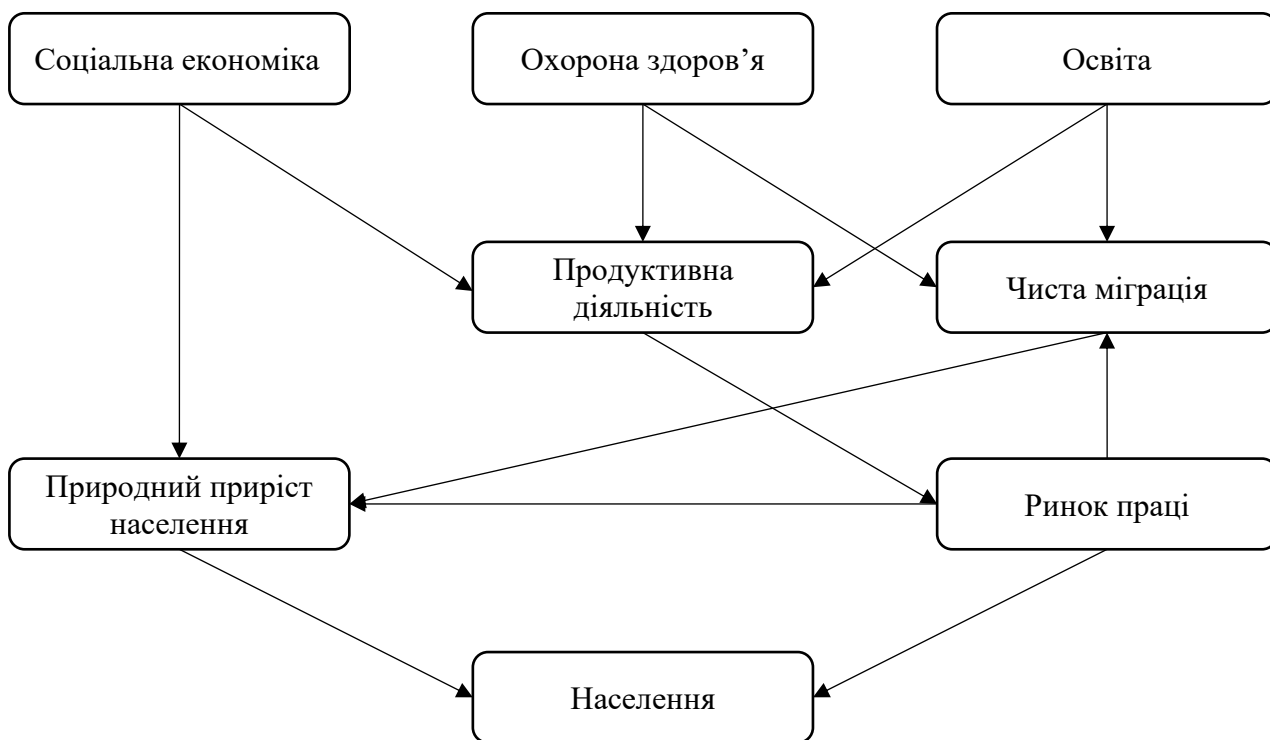 Соціальна економіка
Охорона здоров’я
Освіта
Продуктивна
діяльність
Чиста міграція
Природний приріст
населення
Ринок праці
Населення